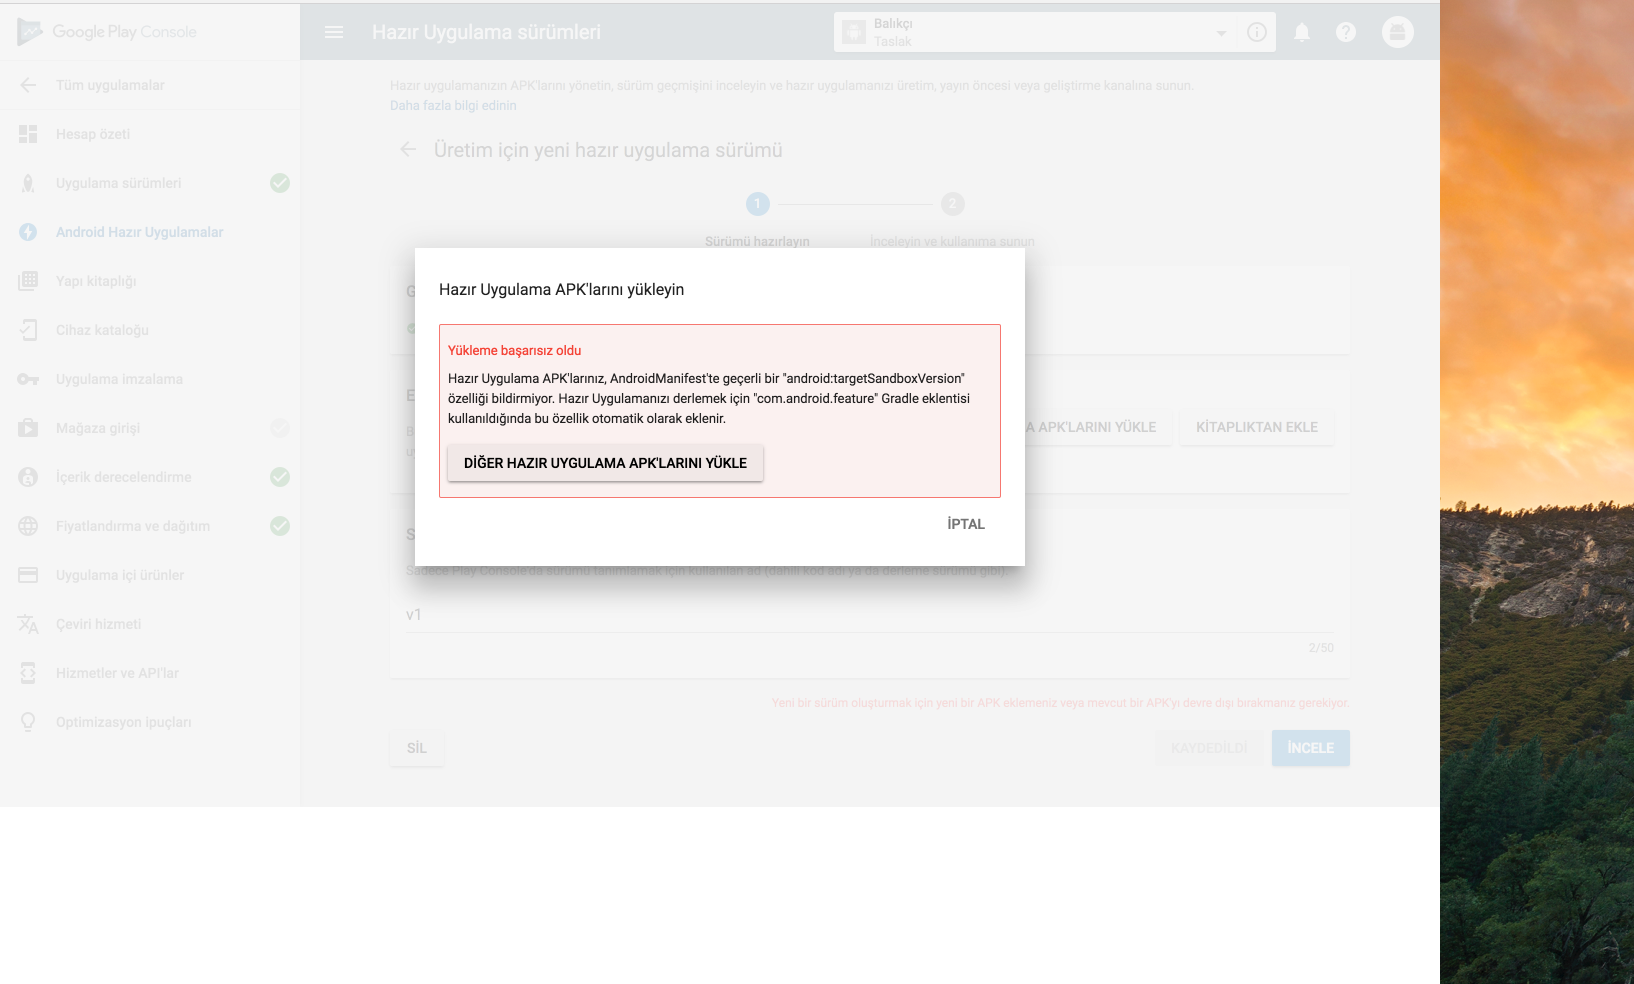 Google Play Console
Hazır Uygulama sürümleri
Balıkçı
Taslak
Tüm uygulamalar
Hesap özeti
Uygulama sürümleri
Android Hazır Uygulamalar
Yapı kitaplığı
Cihaz kataloğu
Uygulama imzalama
Mağaza girişi
İçerik derecelendirme
Fiyatlandırma ve dağıtım
Uygulama içi ürünler
Çeviri hizmeti
Hizmetler ve API'lar
Optimizasyon ipuçları
Hazır uygulamanızın APK'larını yönetin, sürüm geçmişini inceleyin ve hazır uygulamanızı üretim, yayın öncesi veya geliştirme kanalına sunun.
Daha fazla bilgi edinin
Üretim için yeni hazır uygulama sürümü
1
2
Sürümü hazırlayın
İnceleyin ve kullanıma sunun
G
Hazır Uygulama APK'larını yükleyin
Yükleme başarısız oldu
Hazır Uygulama APK'larınız, AndroidManifest'te geçerli bir "android:targetSandboxVersion"
özelliği bildirmiyor. Hazır Uygulamanızı derlemek için "com.android.feature" Gradle eklentisi
kullanıldığında bu özellik otomatik olarak eklenir.
DİĞER HAZIR UYGULAMA APK'LARINI YÜKLE
İPTAL
E
B
A APK'LARINI YÜKLE
KİTAPLIKTAN EKLE
S
Sadece Play Console'da sürümü tanımlamak için kullanılan ad (dahili kod adı ya da derleme sürümü gibi).
v1
2/50
Yeni bir sürüm oluşturmak için yeni bir APK eklemeniz veya mevcut bir APK'yı devre dışı bırakmanız gerekiyor.
SİL
KAYDEDİLDİ
İNCELE